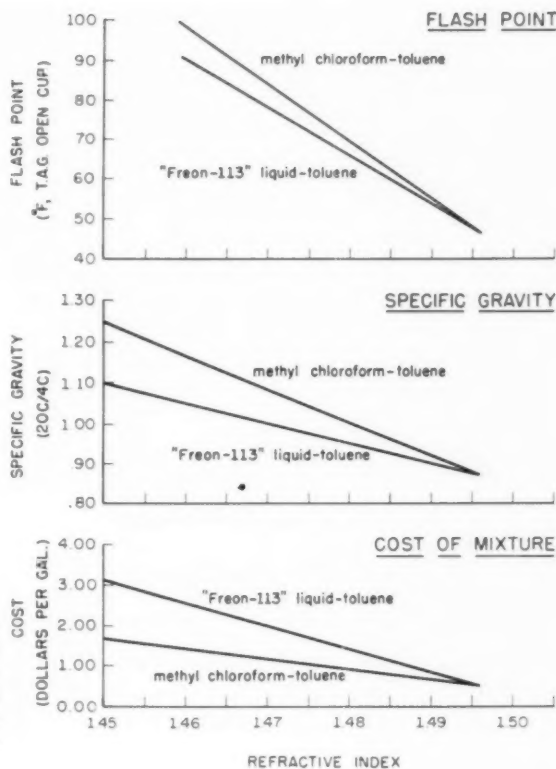 FLASH POINT
100
90
80
70
60
50
40
FLASH POINT
(°F, T.A.G. OPEN CUP)
methyl chloroform-toluene
"Freon-113" liquid-toluene
SPECIFIC GRAVITY
1.30
1.20
1.10
1.00
.90
.80
SPECIFIC GRAVITY
(20C/4C)
methyl chloroform-toluene
"Freon-113" liquid-toluene
COST OF MIXTURE
4.00
3.00
2.00
1.00
0.00
COST
(DOLLARS PER GAL.)
"Freon-113" liquid-toluene
methyl chloroform-toluene
1.45 1.46 1.47 1.48 1.49 1.50
REFRACTIVE INDEX